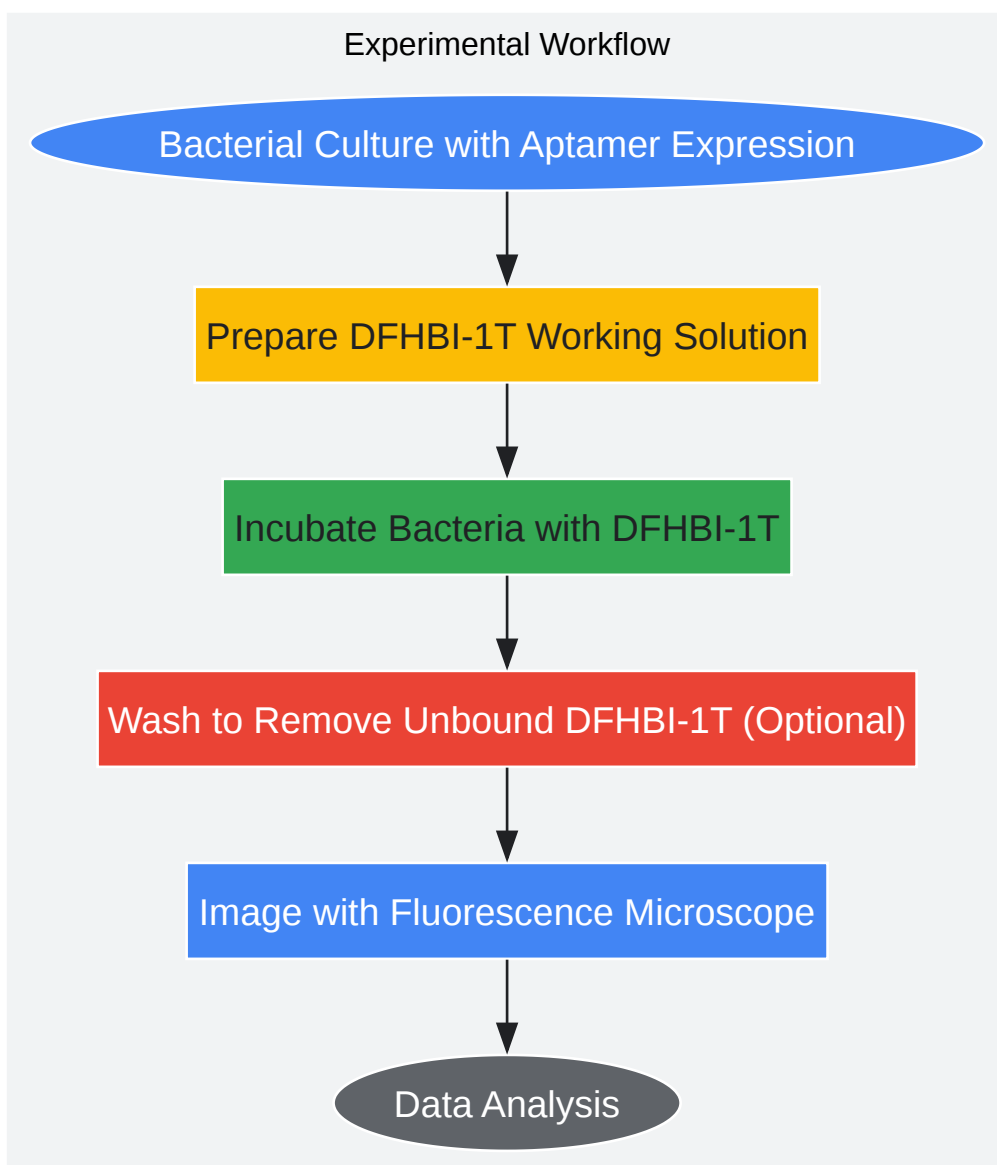 Experimental Workflow
Bacterial Culture with Aptamer Expression
Prepare DFHBI-1T Working Solution
Incubate Bacteria with DFHBI-1T
Wash to Remove Unbound DFHBI-1T (Optional)
Image with Fluorescence Microscope
Data Analysis